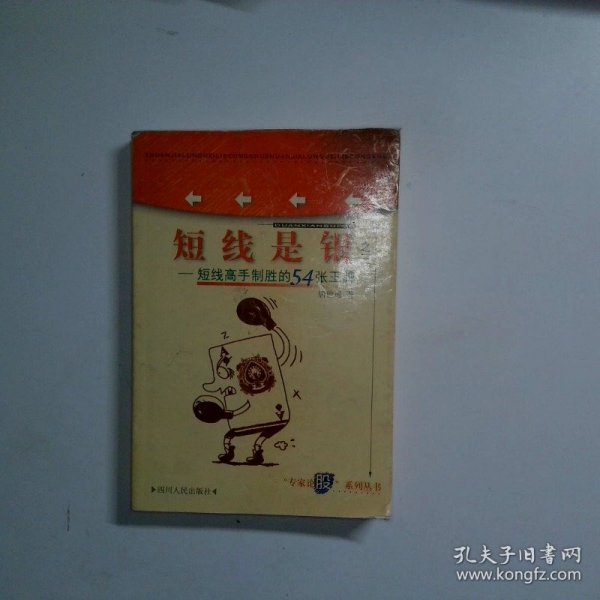 短线是银
短线高手制胜的54张王牌
"专家论股"系列丛书
四川人民出版社
孔夫子旧书网
www.kongfz.com